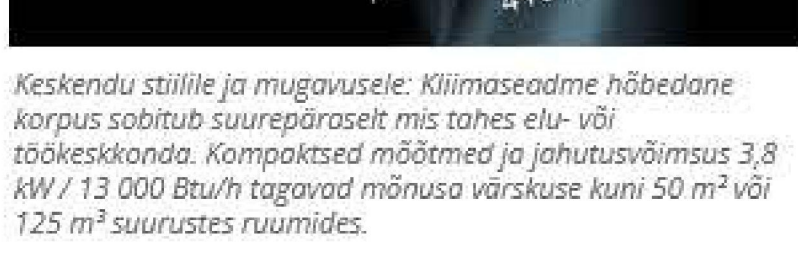 Keskendu stiilile ja mugavusele: Kliimaseadme hõbedane
korpus sobitub suurepäraselt mis tahes elu- või
töökeskkonda. Kompaktsed mõõtmed ja jahutusvõimsus 3,8
kW / 13 000 Btu/h tagavad mõnusa värskuse kuni 50 m² või
125 m³ suurustes ruumides.